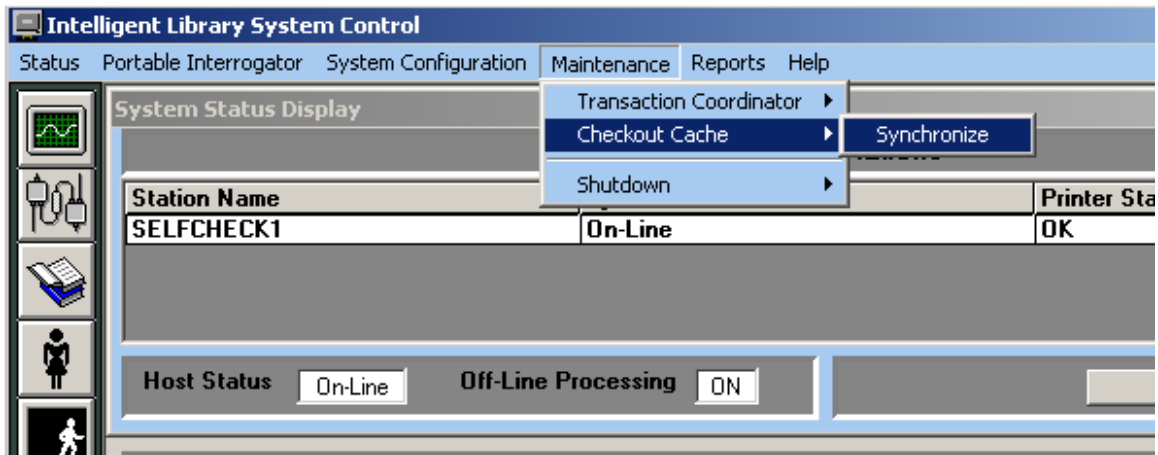 Intelligent Library System Control
Status Portable Interrogator System Configuration Maintenance Reports Help
System Status Display
Transaction Coordinator
Checkout Cache
Synchronize
Shutdown
Station Name
Printer Sta
SELFCHECK1 On-Line OK
Host Status On-Line Off-Line Processing ON